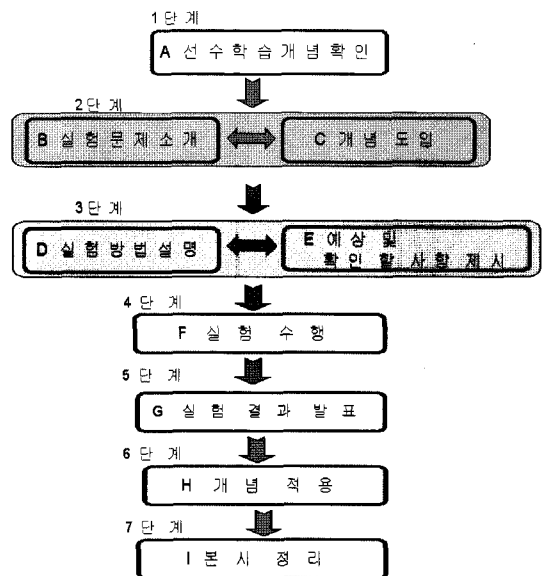 1단계
A 선수학습개념확인
2단계
B 실험문제소개
C 개념도입
3단계
D 실험방법설명
E 예상 및
확인 할 사항 제시
4단계
F 실험 수행
5단계
G 실험 결과 발표
6단계
H 개념 적용
7단계
I 본시 정리